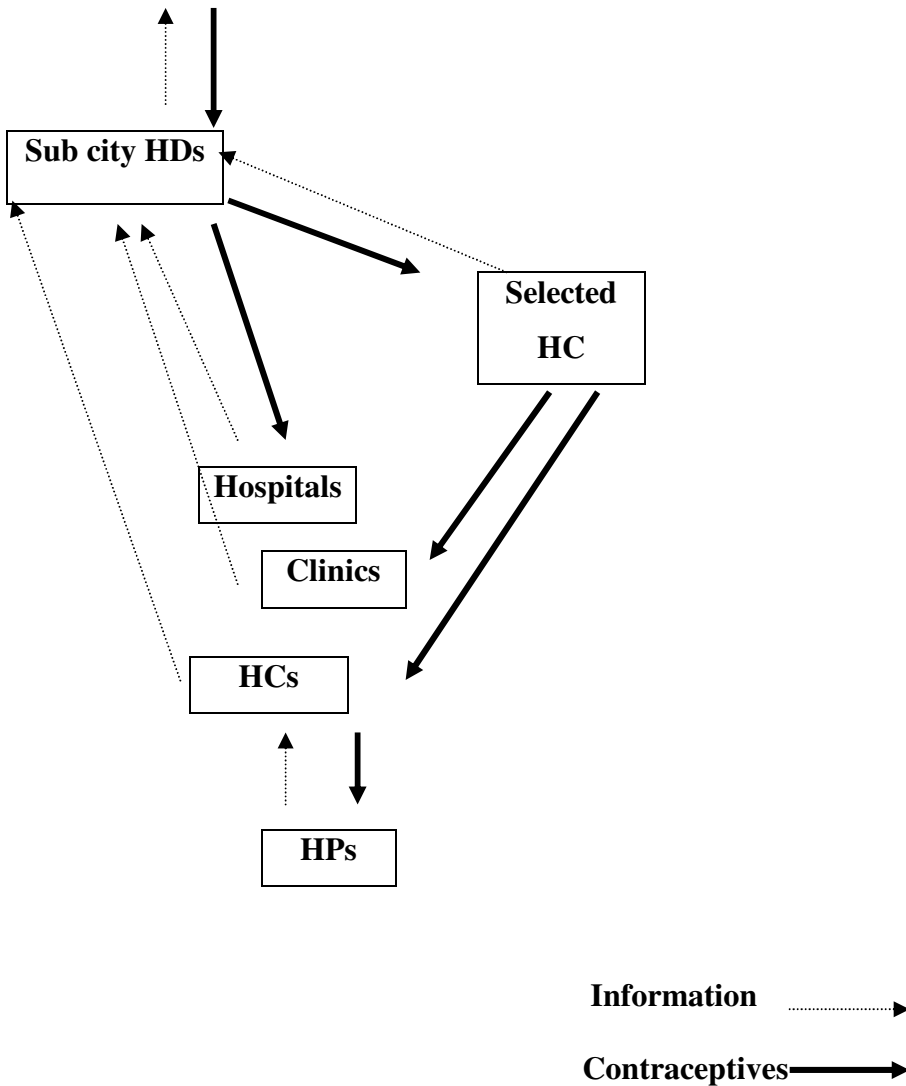 Sub city HDs
Selected
HC
Hospitals
Clinics
HCs
HPs
Information
Contraceptives